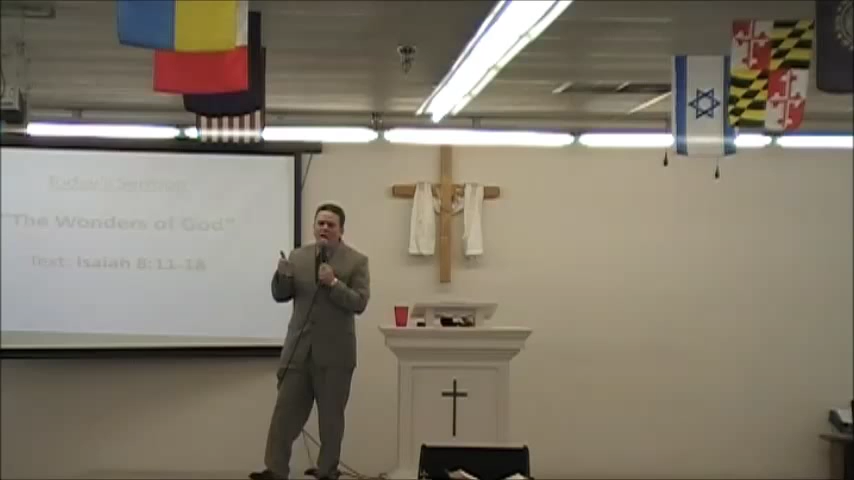 Today's Sermon
"The Wonders of God"
Text: Isaiah 8:11-18